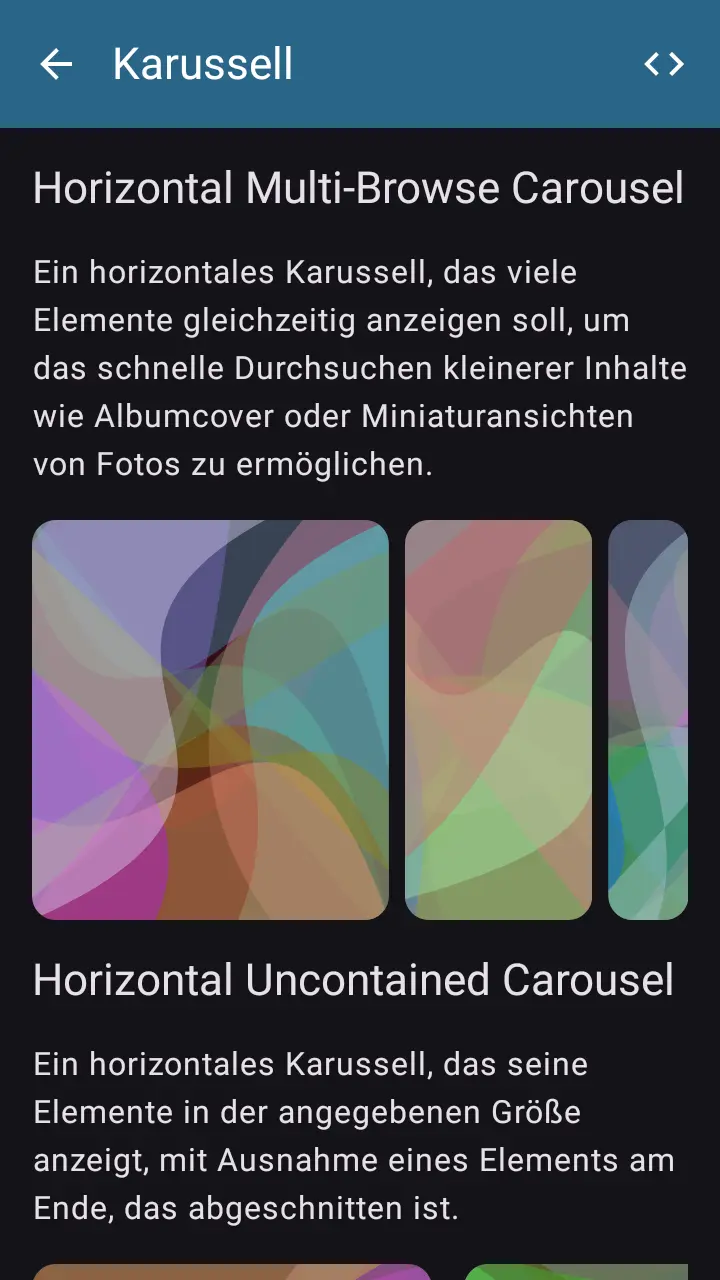 Karussell
Horizontal Multi-Browse Carousel
Ein horizontales Karussell, das viele
Elemente gleichzeitig anzeigen soll, um
das schnelle Durchsuchen kleinerer Inhalte
wie Albumcover oder Miniaturansichten
von Fotos zu ermöglichen.
Horizontal Uncontained Carousel
Ein horizontales Karussell, das seine
Elemente in der angegebenen Größe
anzeigt, mit Ausnahme eines Elements am
Ende, das abgeschnitten ist.